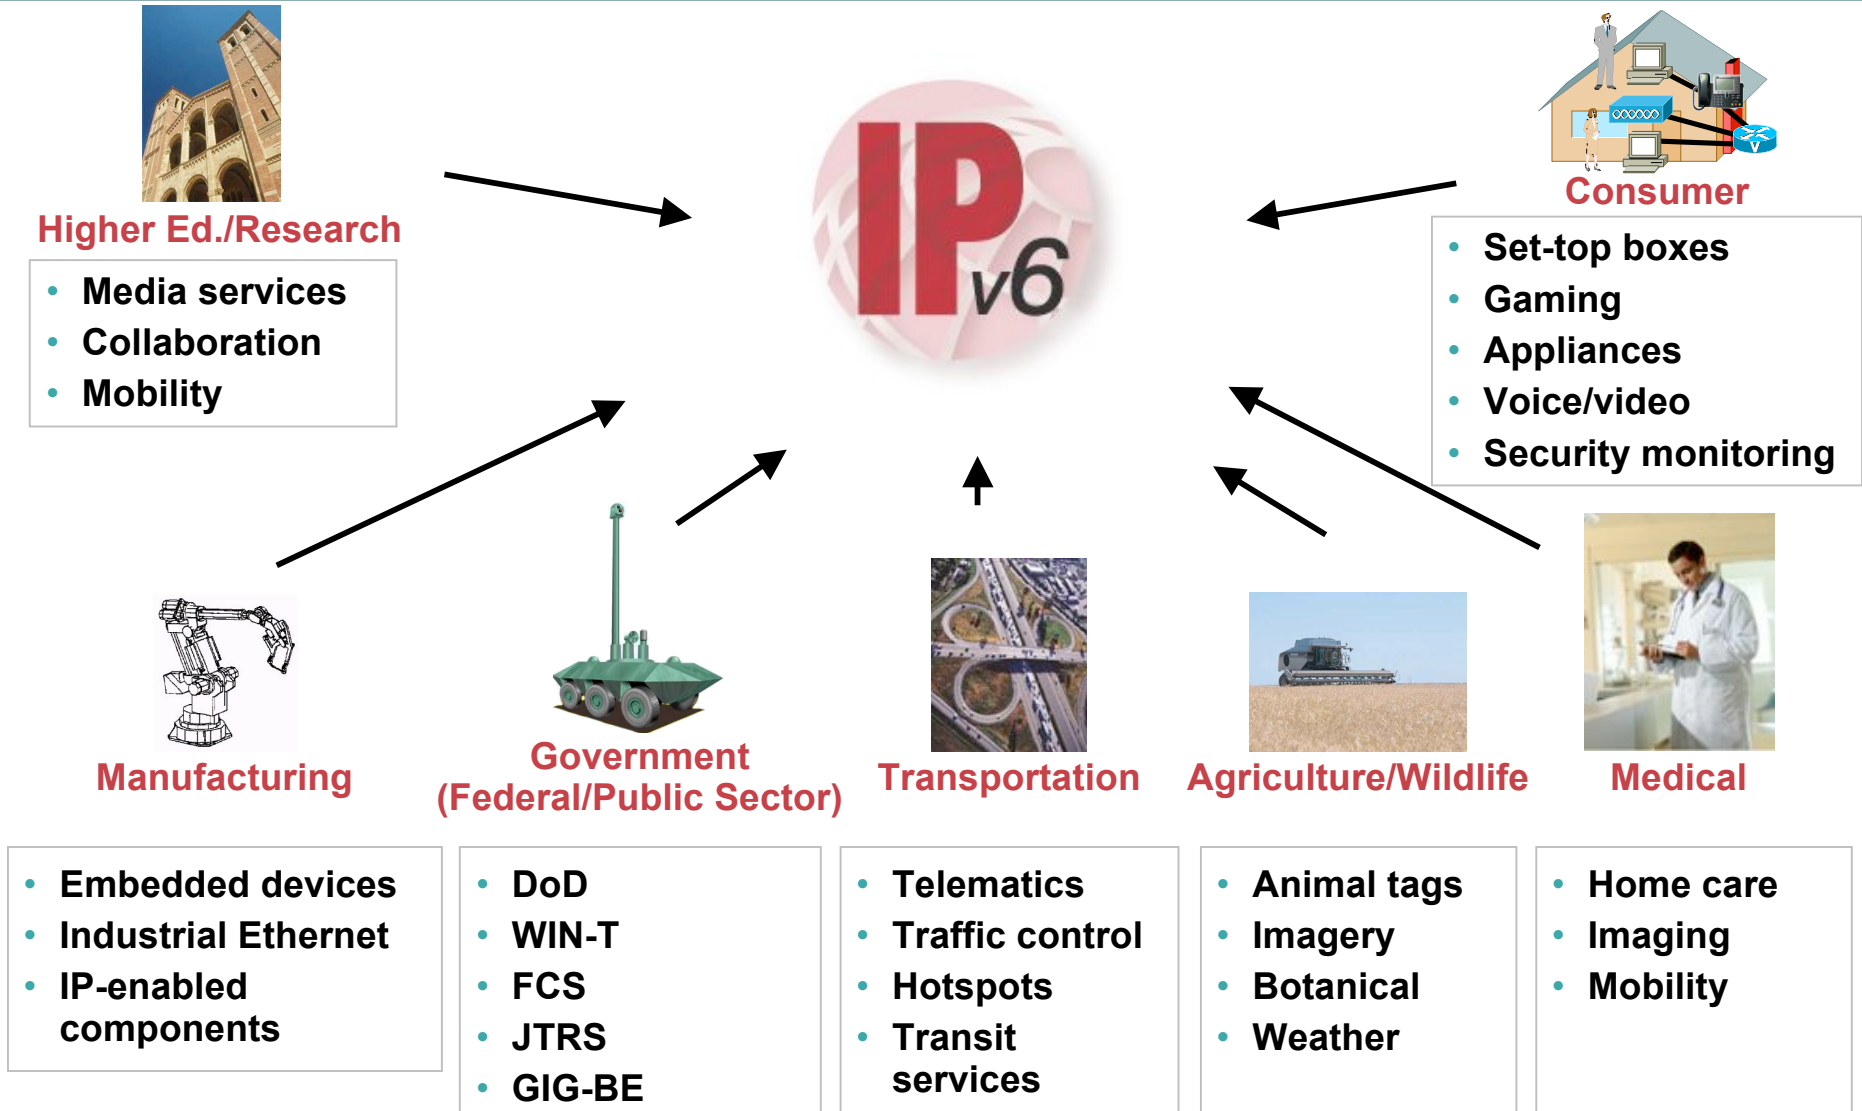 IPv6
Higher Ed./Research
• Media services
• Collaboration
• Mobility
V
Consumer
• Set-top boxes
• Gaming
• Appliances
• Voice/video
• Security monitoring
Manufacturing
• Embedded devices
• Industrial Ethernet
• IP-enabled
components
Government
(Federal/Public Sector)
• DoD
• WIN-T
• FCS
• JTRS
• GIG-BE
Transportation
• Telematics
• Traffic control
• Hotspots
• Transit
services
Agriculture/Wildlife
• Animal tags
• Imagery
• Botanical
• Weather
Medical
• Home care
• Imaging
• Mobility